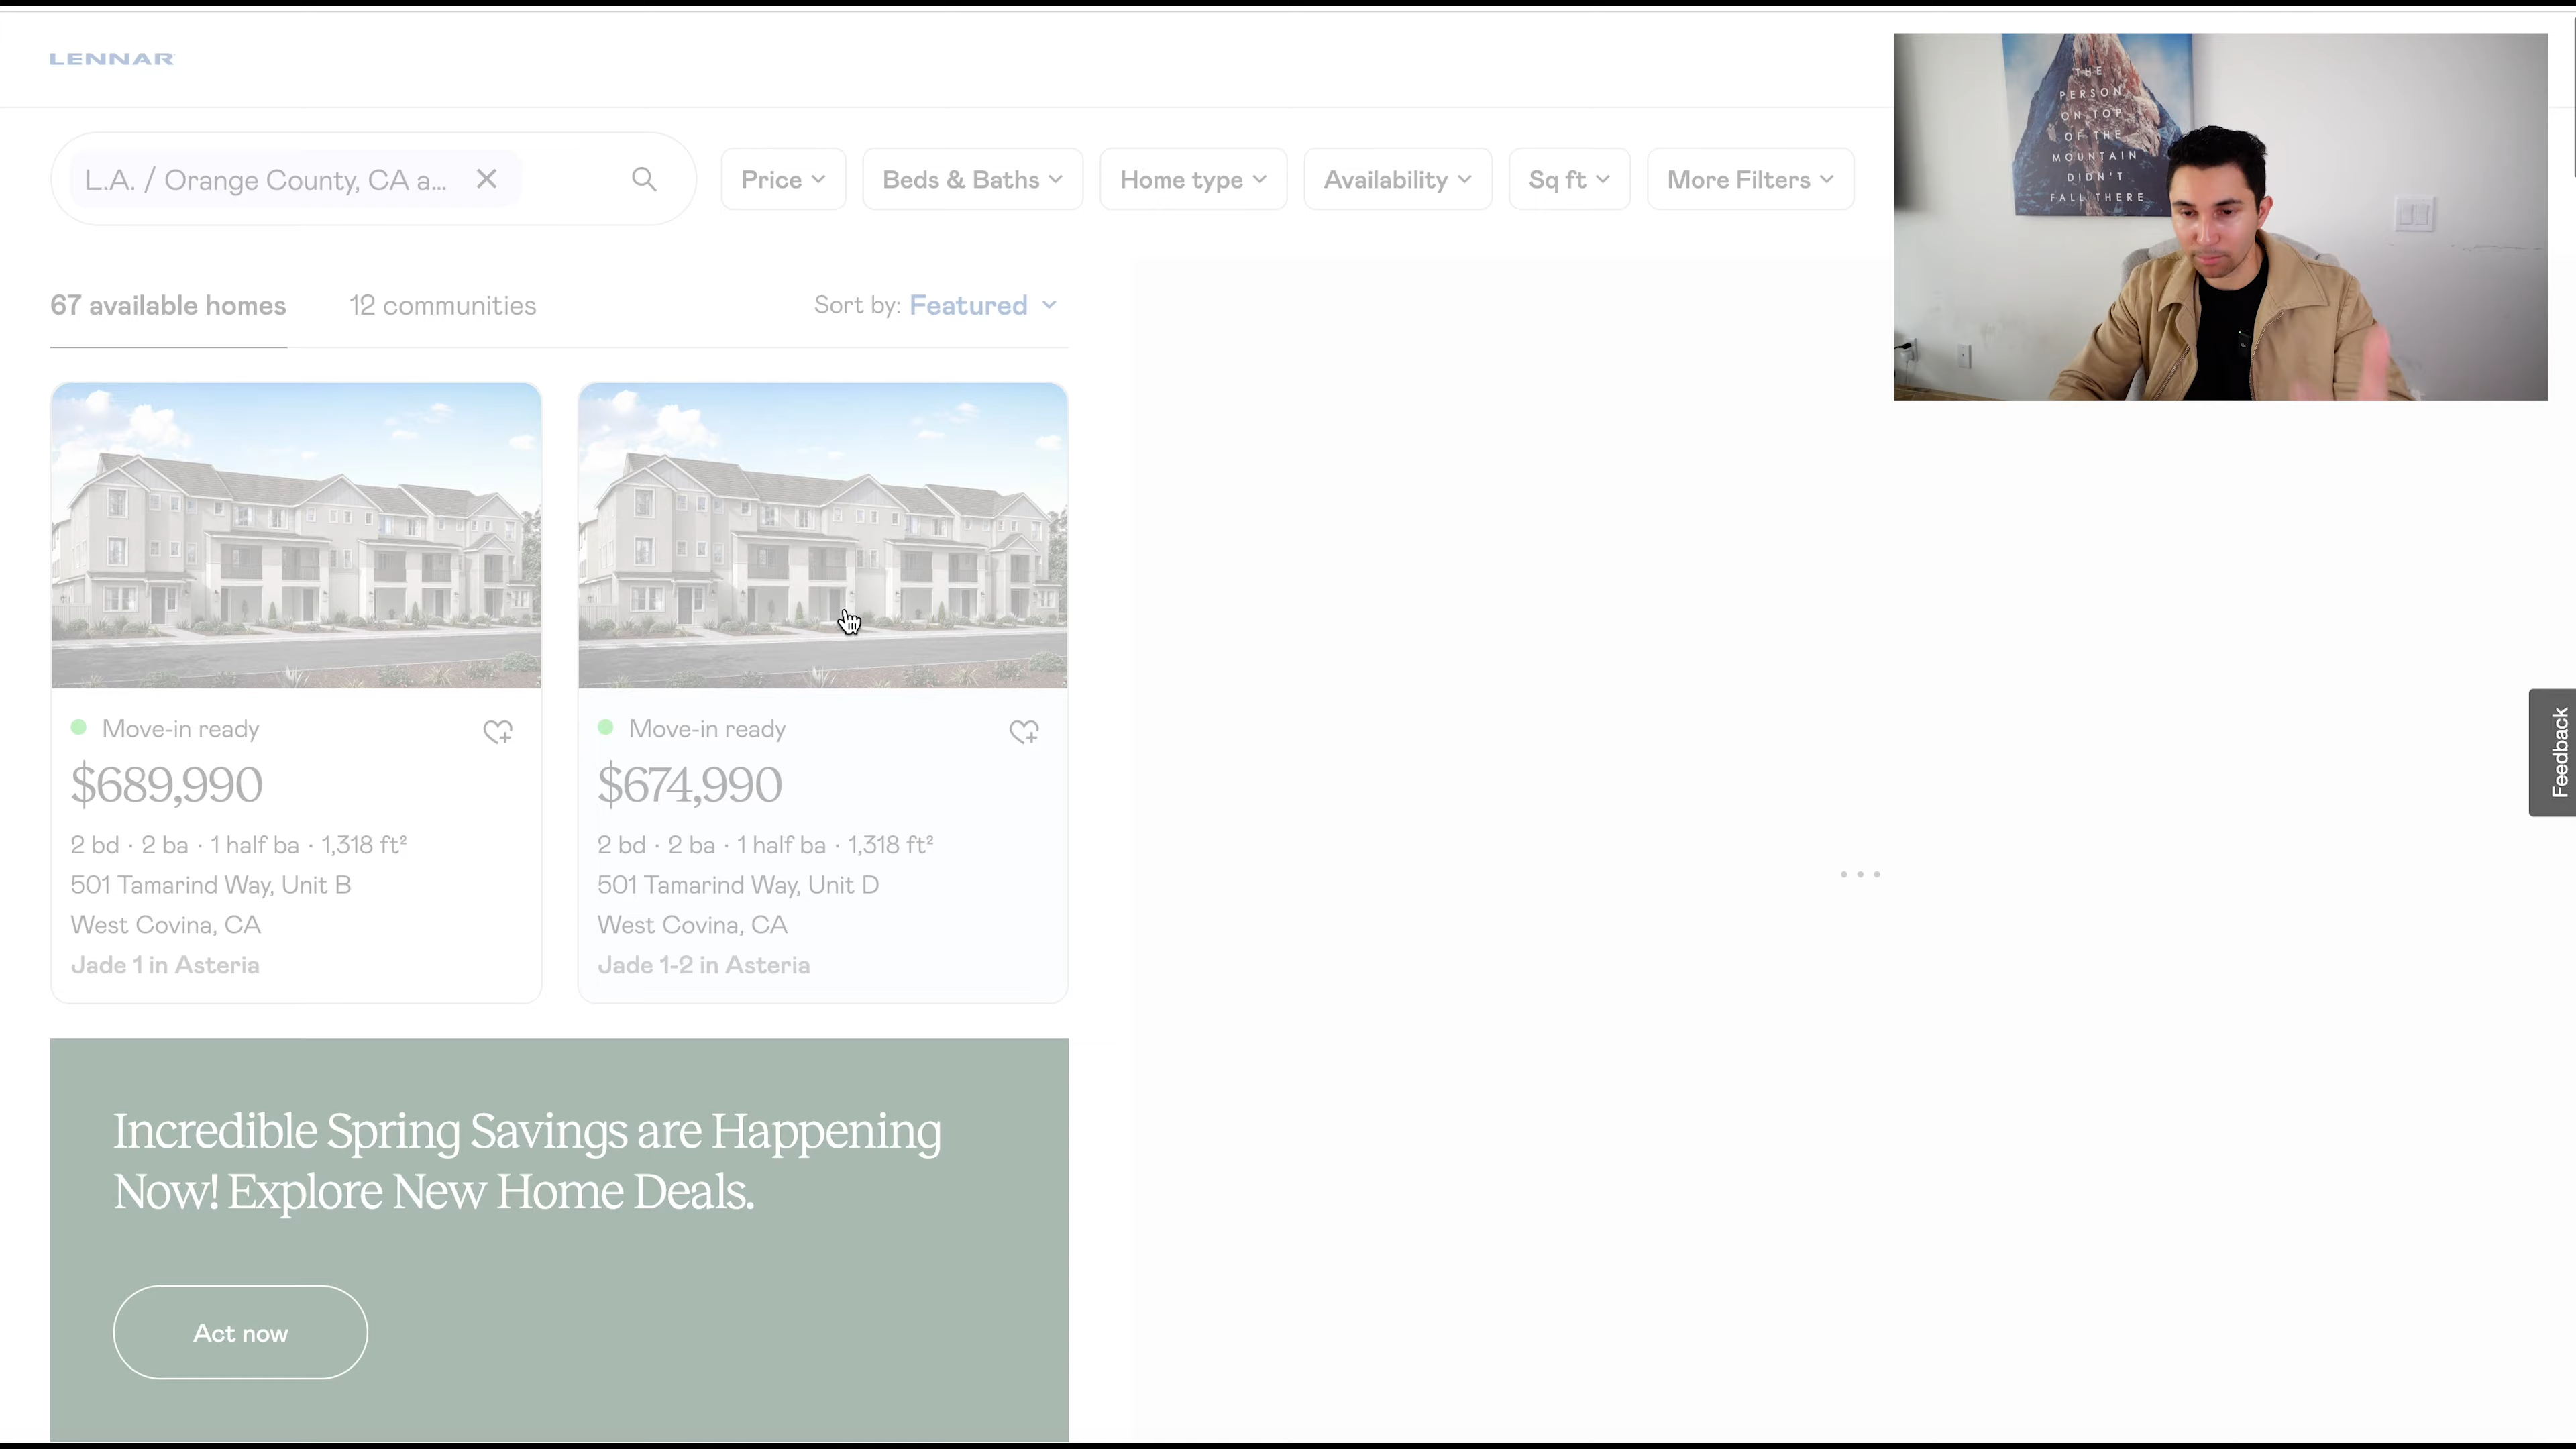 LENNAR
L.A. / Orange County, CA a...
Price
Beds & Baths
Home type
Availability
Sq ft
More Filters
THE
PERSON
ON TOP
OF THE
MOUNTAIN
DIDN'T
FALL THERE
67 available homes
12 communities
Sort by: Featured
Move-in ready
$689,990
2 bd · 2 ba · 1 half ba · 1,318 ft²
501 Tamarind Way, Unit B
West Covina, CA
Jade 1 in Asteria
Move-in ready
$674,990
2 bd · 2 ba · 1 half ba · 1,318 ft²
501 Tamarind Way, Unit D
West Covina, CA
Jade 1-2 in Asteria
Feedback
Incredible Spring Savings are Happening
Now! Explore New Home Deals.
Act now